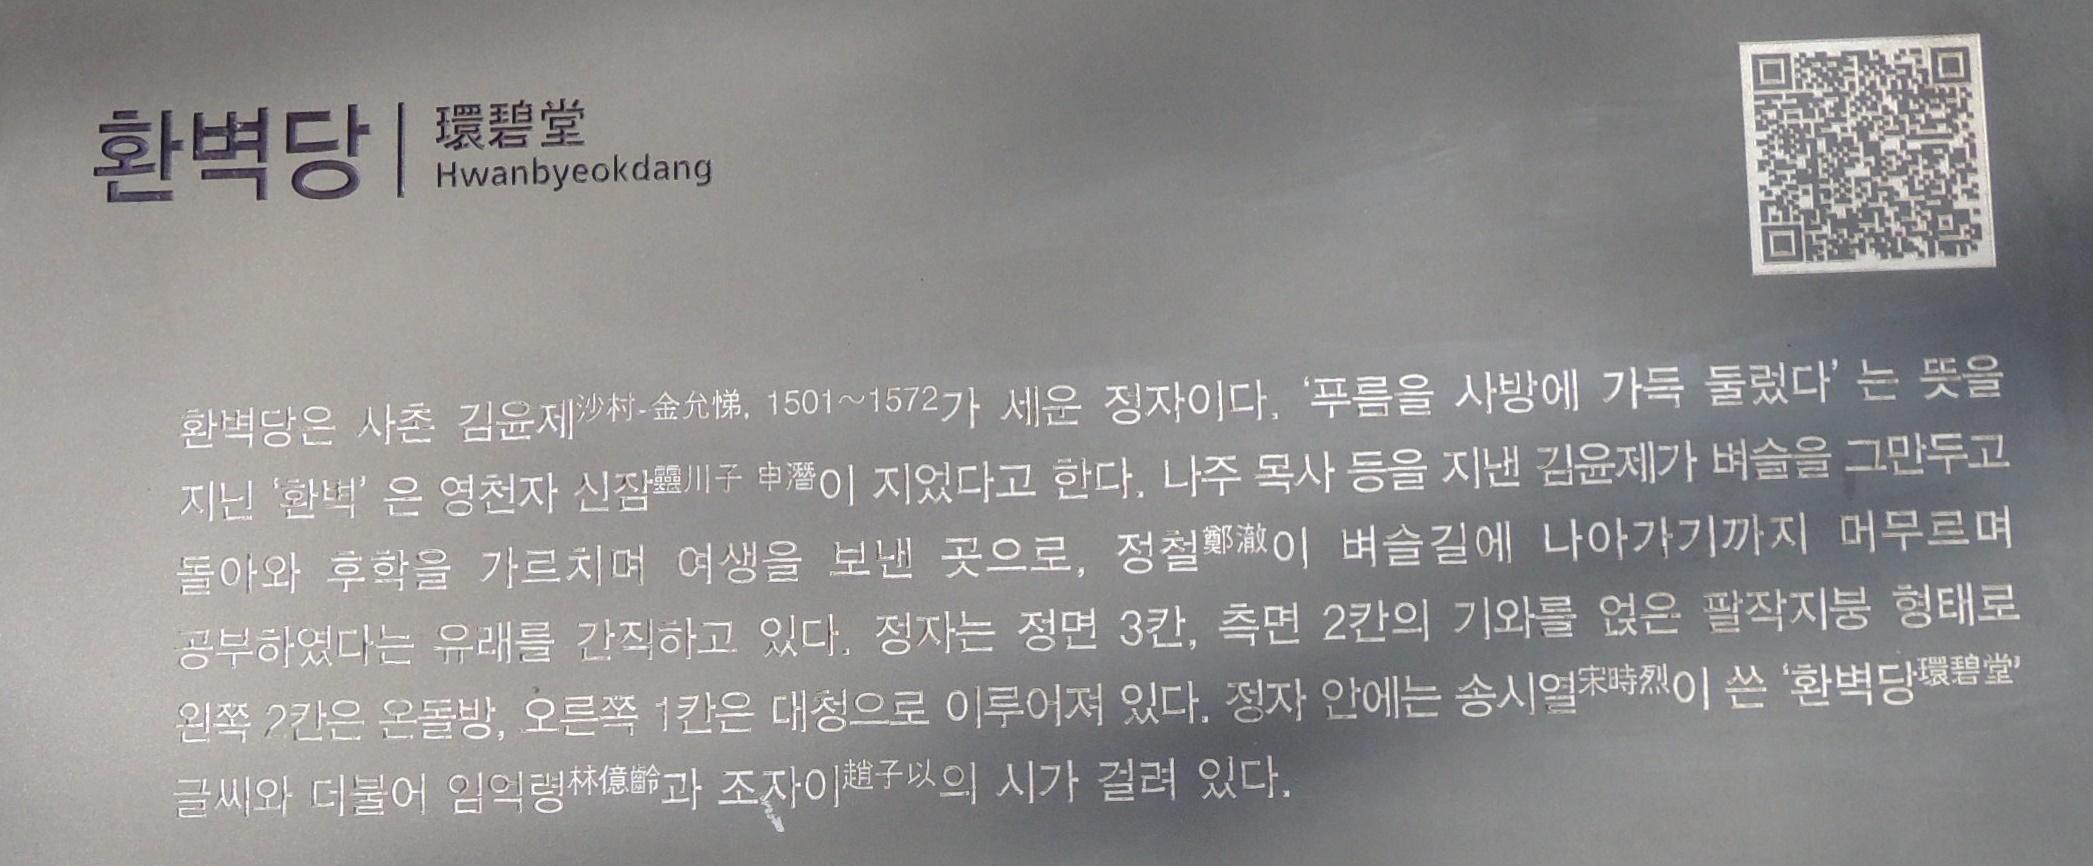 환벽당
環碧堂
Hwanbyeokdang
환벽당은 사촌 김윤제沙村-金允悌, 1501~1572가 세운 정자이다. '푸름을 사방에 가득 둘렀다' 는 뜻을
지닌 '환벽' 은 영천자 신잠靈川子 申潛이 지었다고 한다. 나주 목사 등을 지낸 김윤제가 벼슬을 그만두고
돌아와 후학을 가르치며 여생을 보낸 곳으로, 정철鄭澈이 벼슬길에 나아가기까지 머무르며
공부하였다는 유래를 간직하고 있다. 정자는 정면 3칸, 측면 2칸의 기와를 얹은 팔작지붕 형태로
왼쪽 2칸은 온돌방, 오른쪽 1칸은 대청으로 이루어져 있다. 정자 안에는 송시열宋時烈이 쓴 '환벽당環碧堂'
글씨와 더불어 임억령林億齡과 조자이趙子以의 시가 걸려 있다.